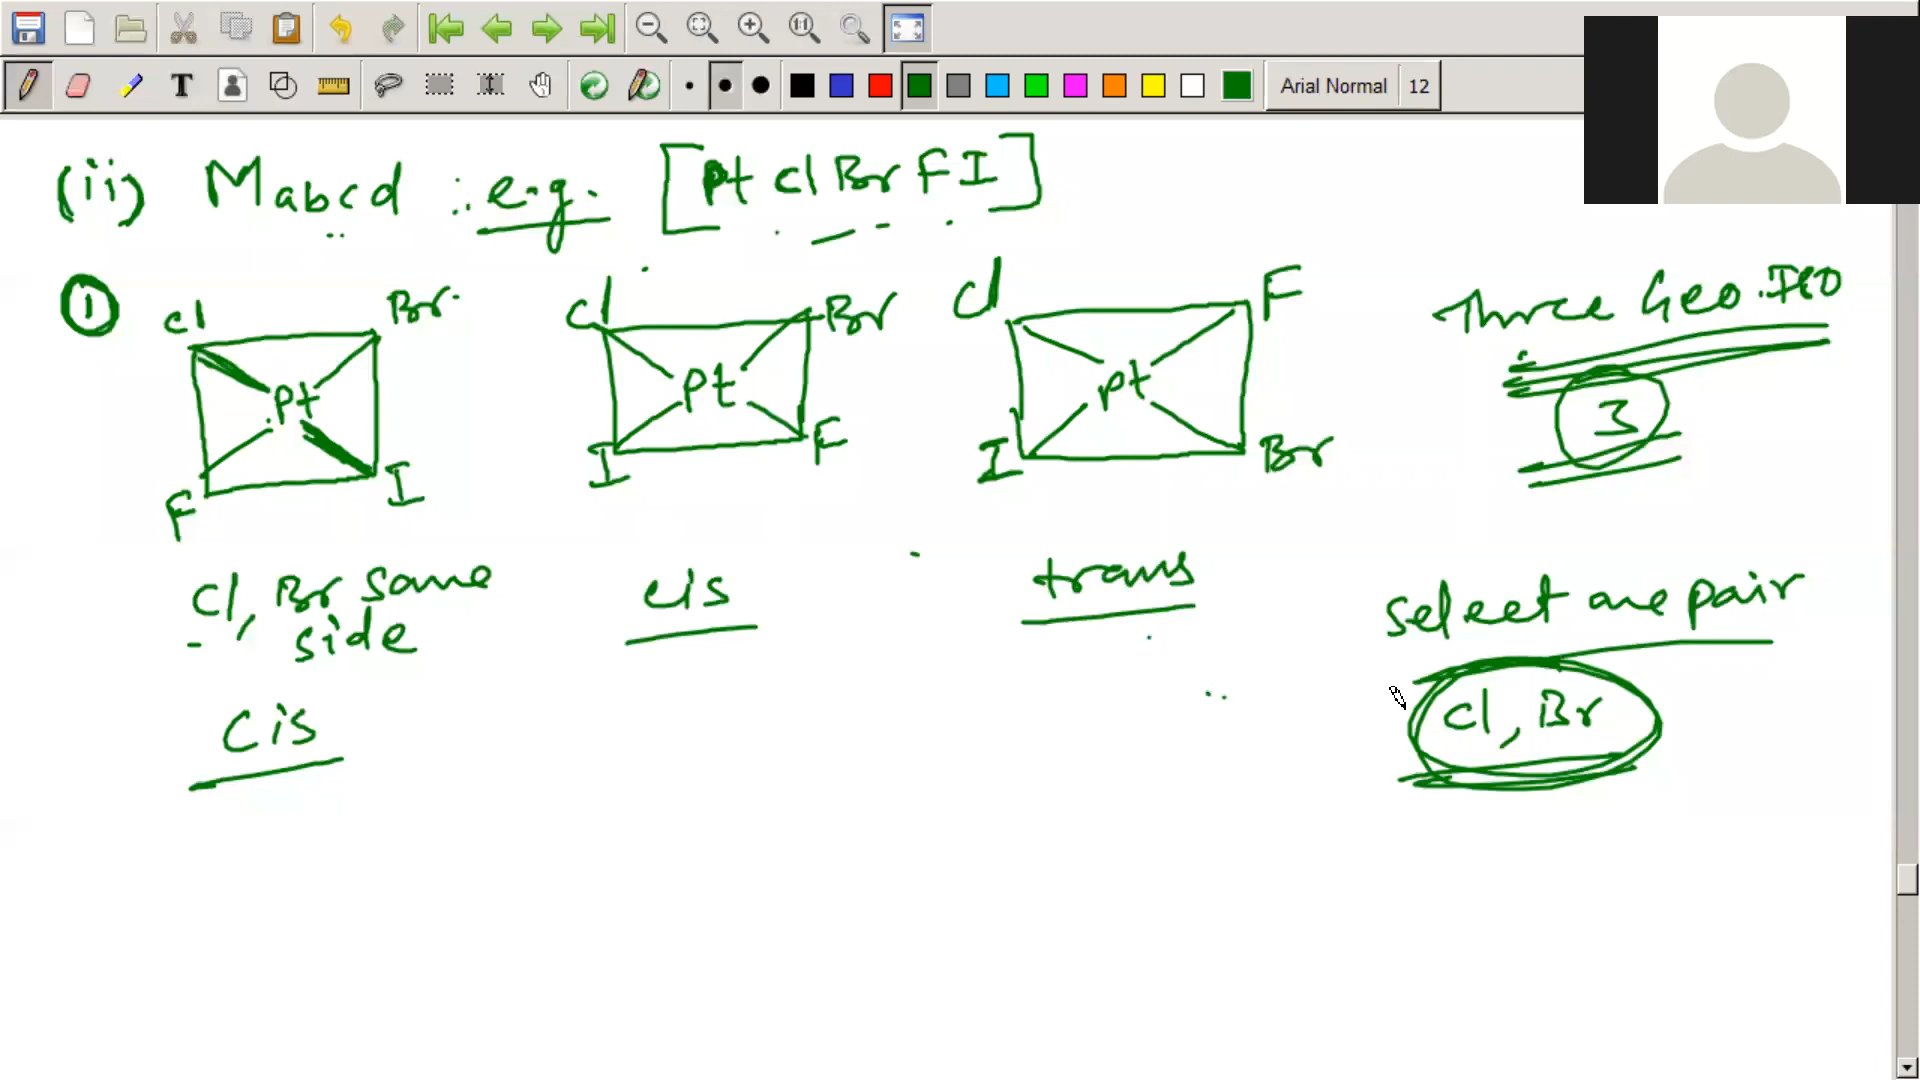 Arial Normal 12
(ii) Mabcd : e.g. [Pt Cl Br F I]
① Cl Br Cl Br Cl F Three Geo. ISO
Pt Pt Pt 3
F I I F I Br
Cl, Br same side cis trans select one pair
cis Cl, Br